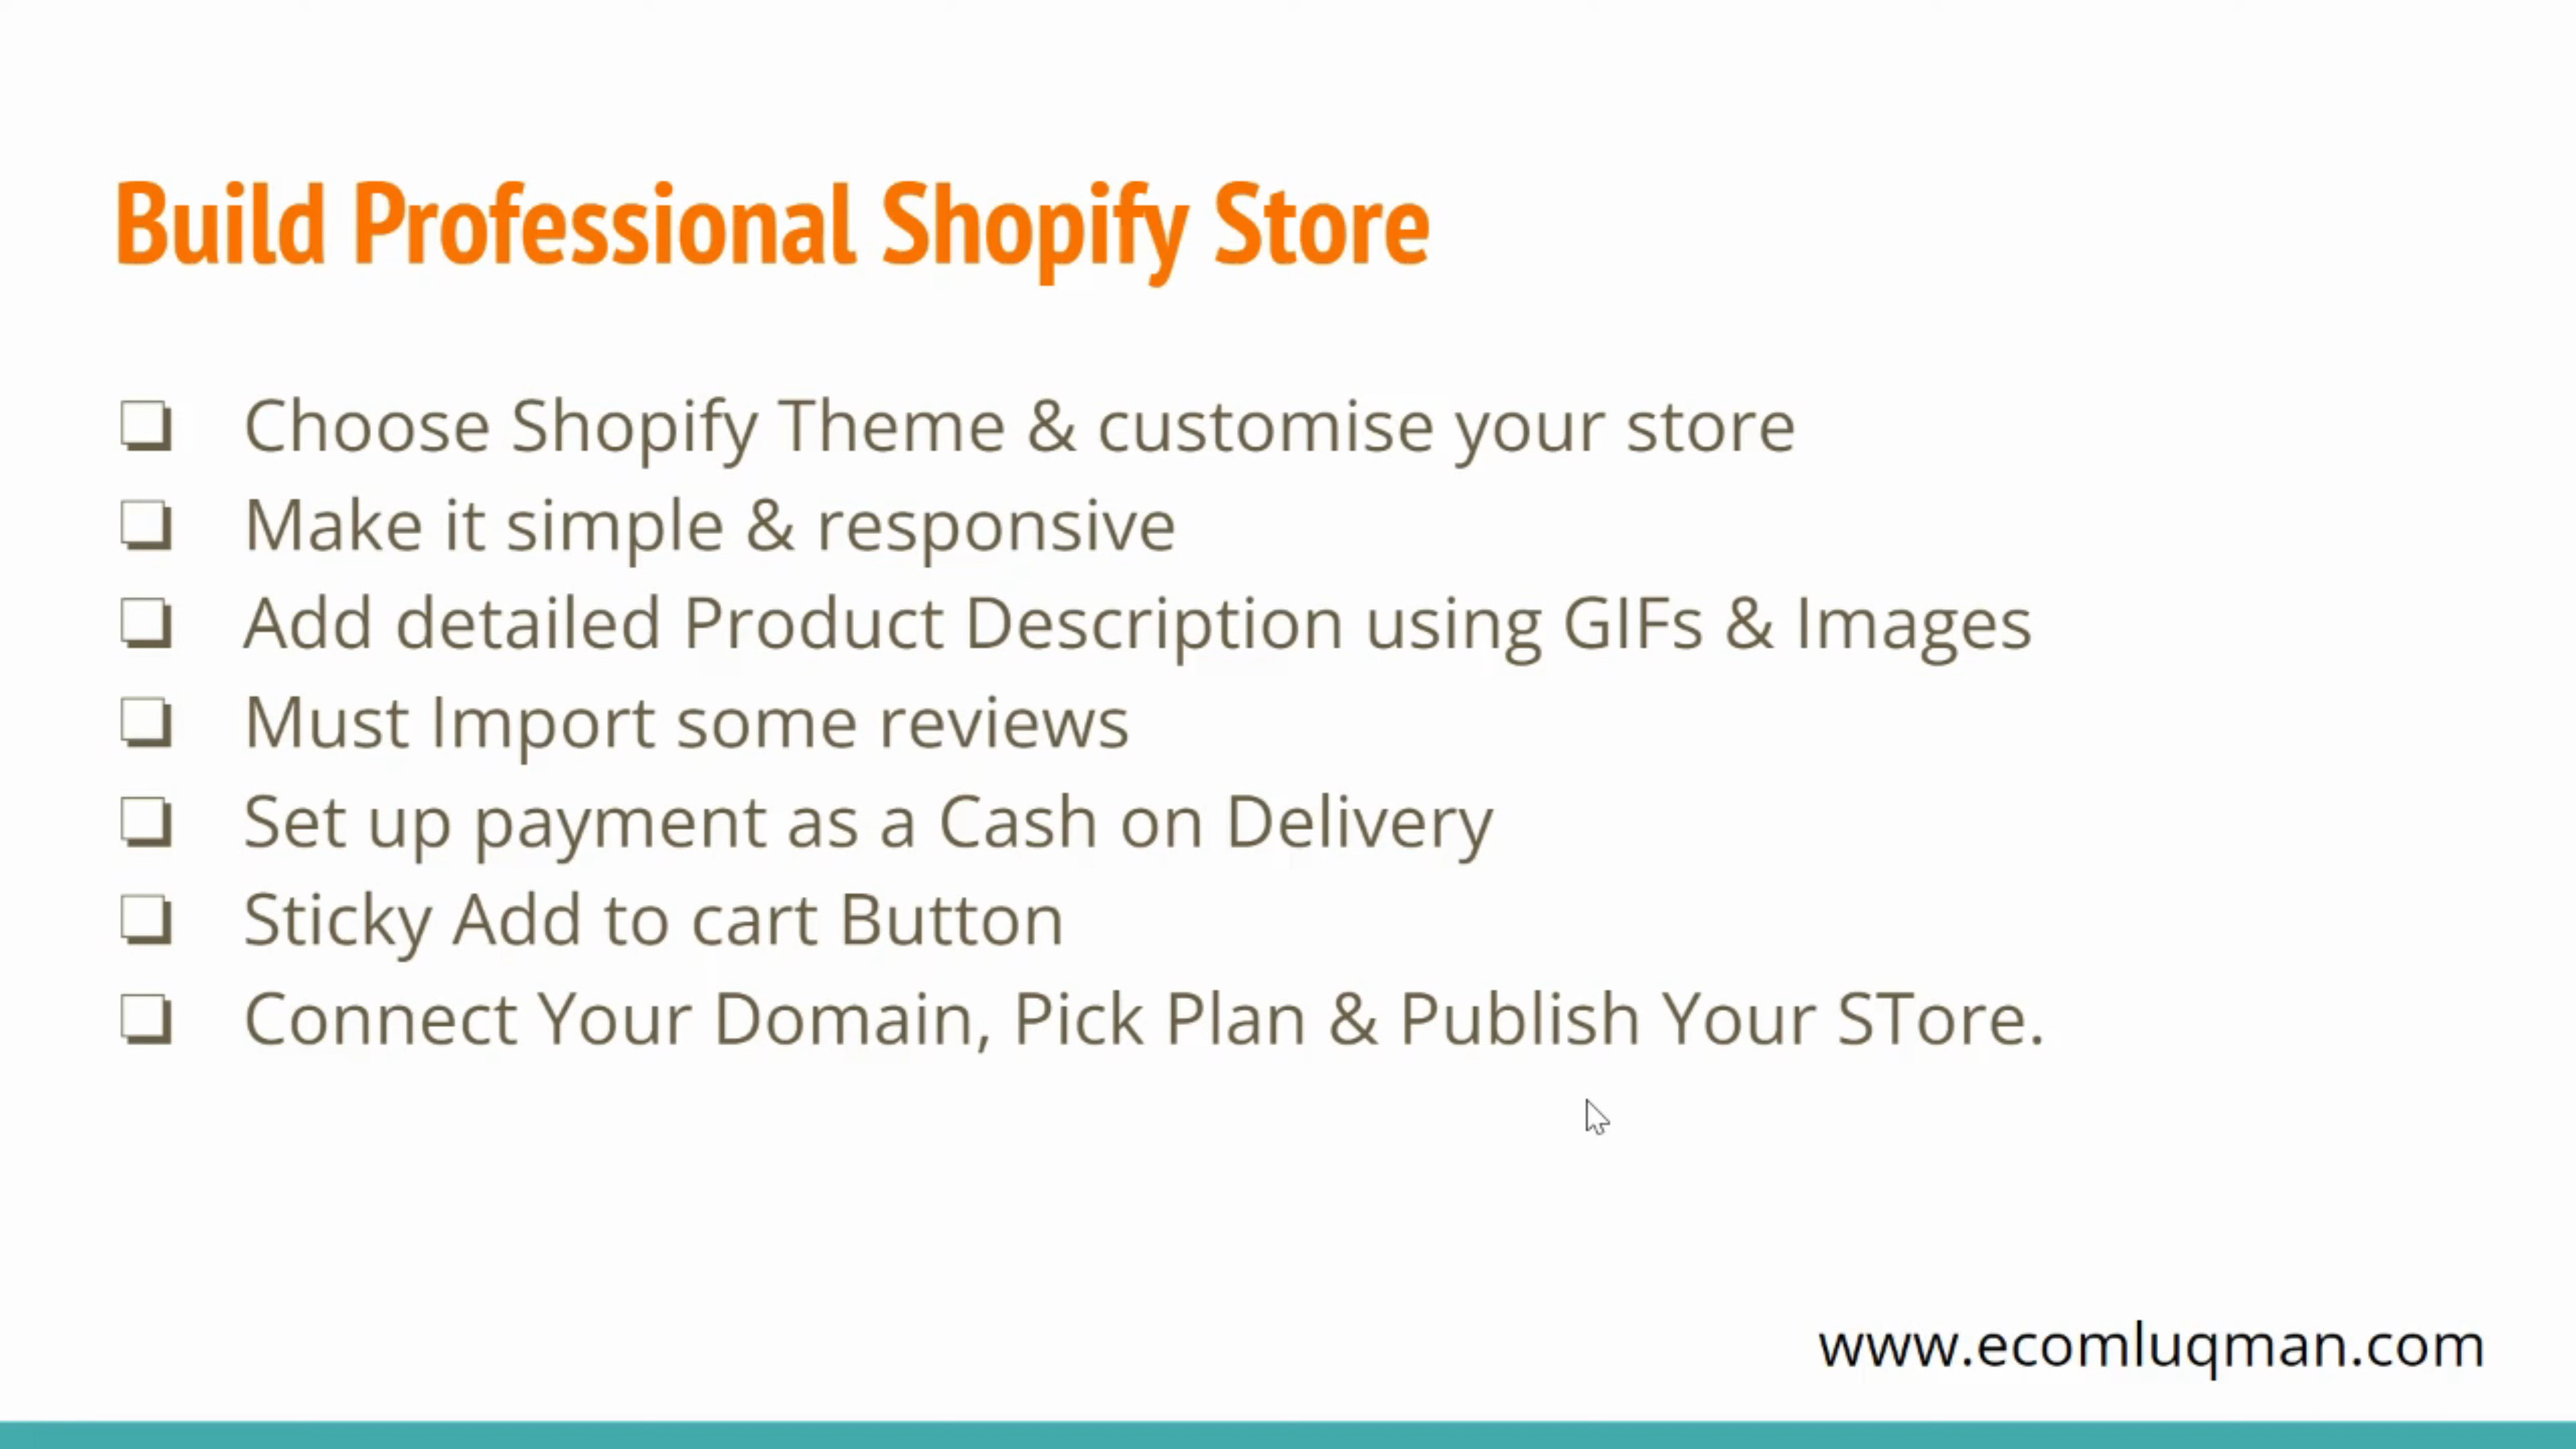 Build Professional Shopify Store
Choose Shopify Theme & customise your store
Make it simple & responsive
Add detailed Product Description using GIFs & Images
Must Import some reviews
Set up payment as a Cash on Delivery
Sticky Add to cart Button
Connect Your Domain, Pick Plan & Publish Your STore.
www.ecomluqman.com